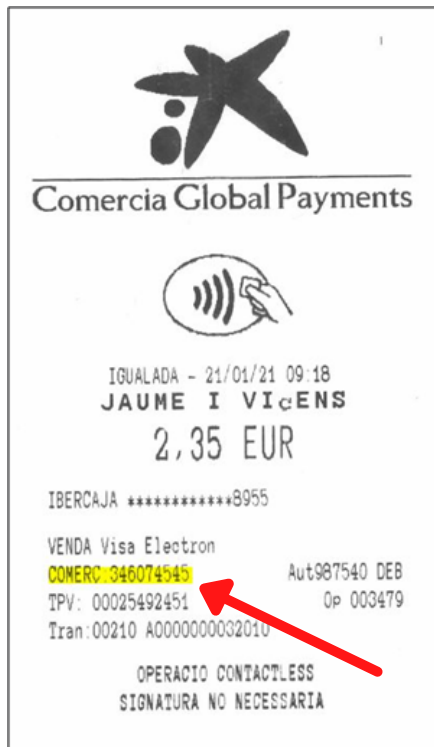 Comercia Global Payments
IGUALADA - 21/01/21 09:18
JAUME I VIcENS
2,35 EUR
IBERCAJA ************8955
VENDA Visa Electron
COMERC:346074545 Aut987540 DEB
TPV: 00025492451 Op 003479
Tran:00210 A0000000032010
OPERACIO CONTACTLESS
SIGNATURA NO NECESSARIA